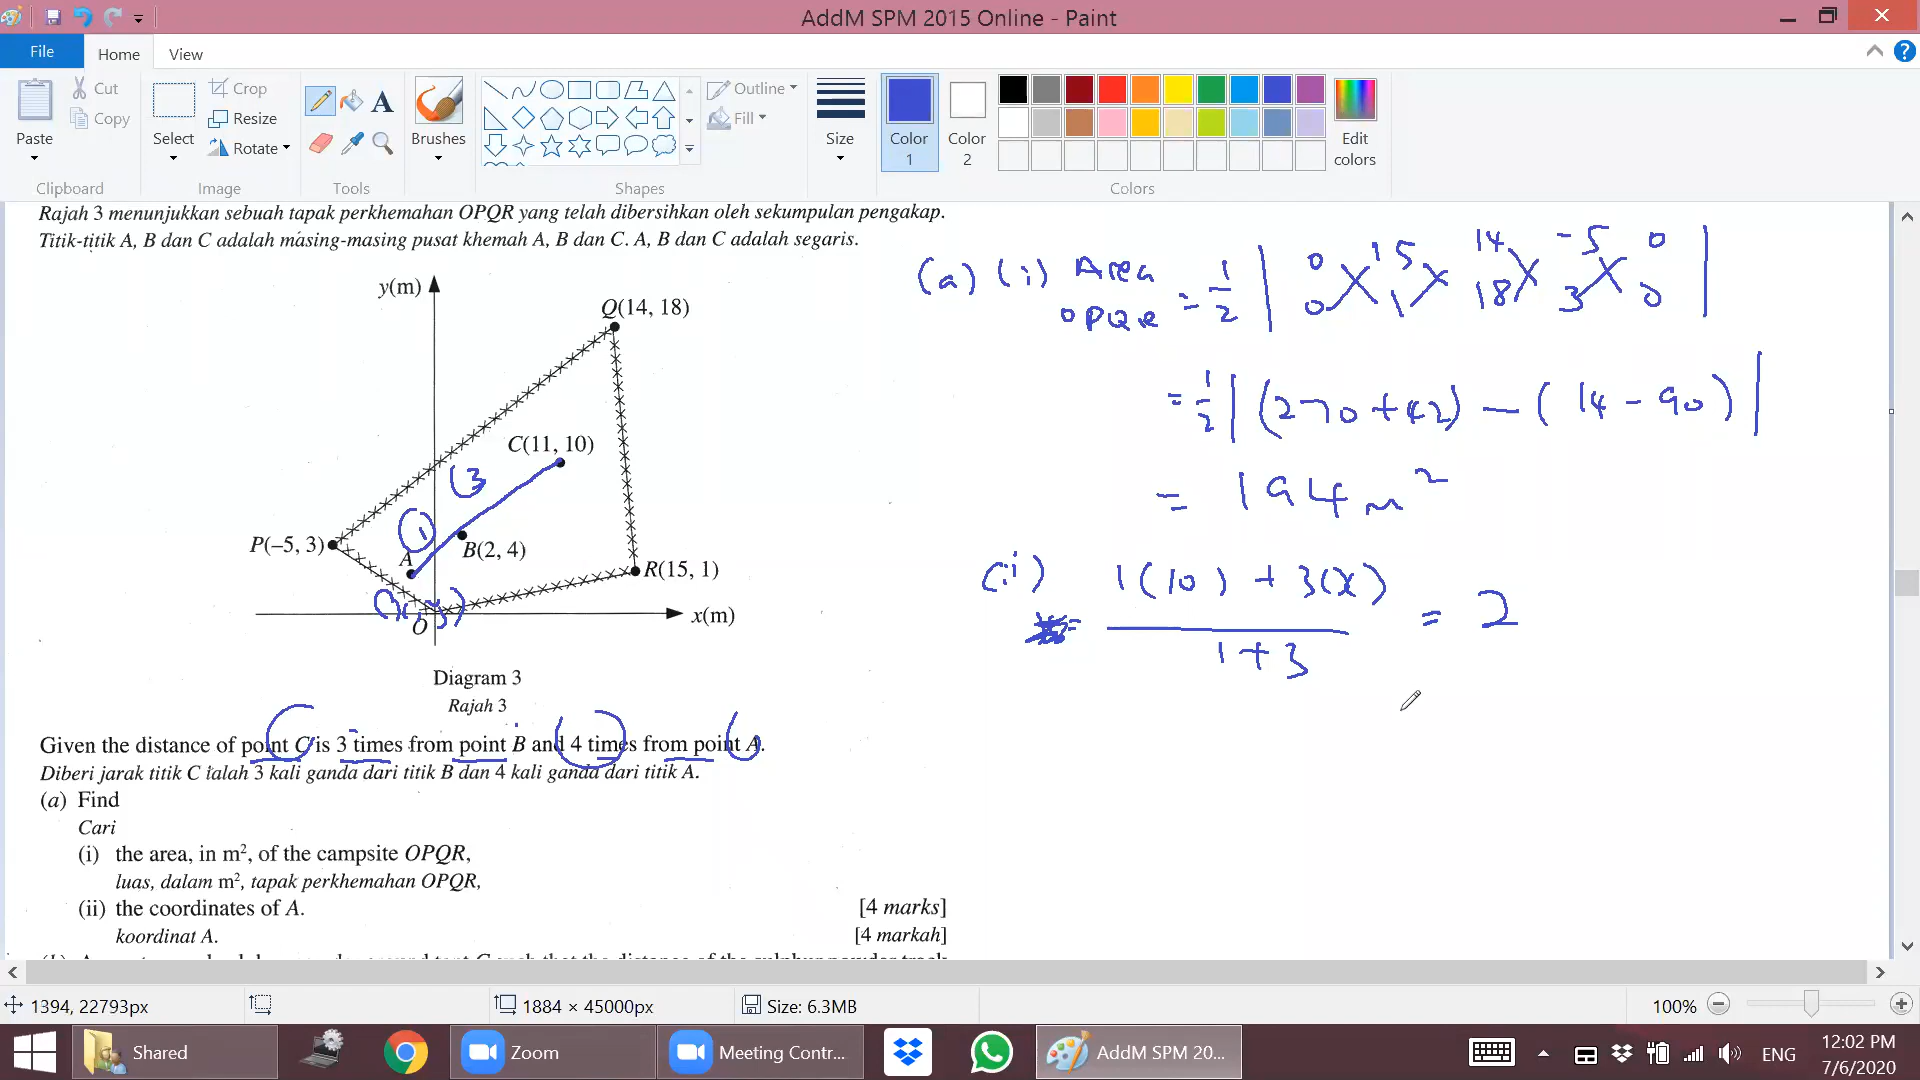 AddM SPM 2015 Online - Paint
File Home View
Paste Cut Copy Clipboard
Select Crop Resize Rotate Image
Tools
Brushes
Shapes Outline Fill
Size
Color 1 Color 2 Edit colors Colors
Rajah 3 menunjukkan sebuah tapak perkhemahan OPQR yang telah dibersihkan oleh sekumpulan pengakap.
Titik-titik A, B dan C adalah masing-masing pusat khemah A, B dan C. A, B dan C adalah segaris.
y(m)
Q(14, 18)
C(11, 10)
3
1
P(–5, 3)
A
B(2, 4)
R(15, 1)
(x, y)
O
x(m)
Diagram 3
Rajah 3
Given the distance of point C is 3 times from point B and 4 times from point A.
Diberi jarak titik C ialah 3 kali ganda dari titik B dan 4 kali ganda dari titik A.
(a) Find
Cari
(i) the area, in m², of the campsite OPQR,
luas, dalam m², tapak perkhemahan OPQR,
(ii) the coordinates of A. [4 marks]
koordinat A. [4 markah]
(a) (i) Area OPQR = 1/2 | 0 15 14 -5 0
0 1 18 3 0 |
= 1/2 | (270 + 42) - (14 - 90) |
= 194 m²
(ii) 1(10) + 3(x)
= = 2
1 + 3
1394, 22793px 1884 × 45000px Size: 6.3MB 100%
Shared Zoom Meeting Contr... AddM SPM 20... ENG 12:02 PM
7/6/2020